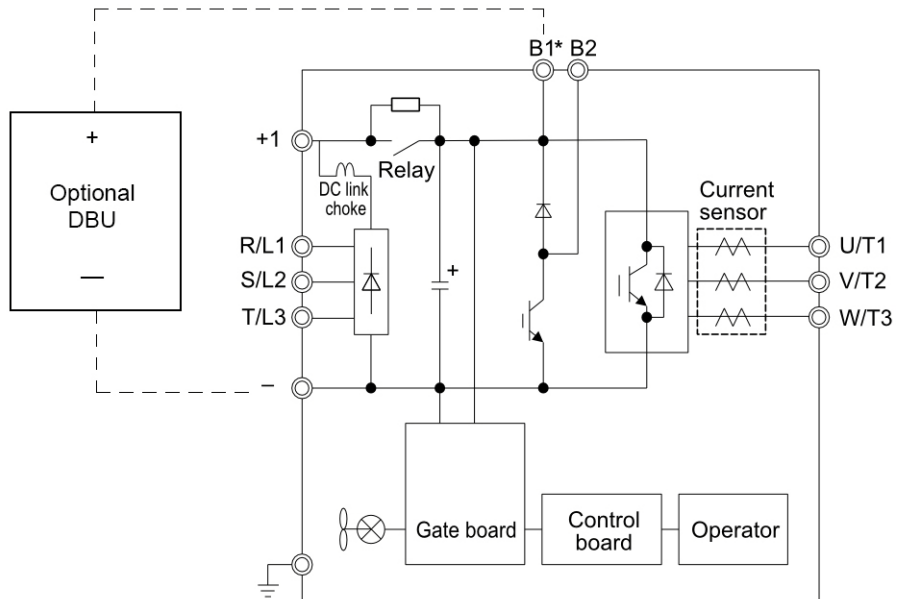 B1* B2
+
Optional
DBU
—
+1
Relay
DC link
choke
Current
sensor
R/L1
S/L2
T/L3
+
U/T1
V/T2
W/T3
–
Gate board
Control
board
Operator